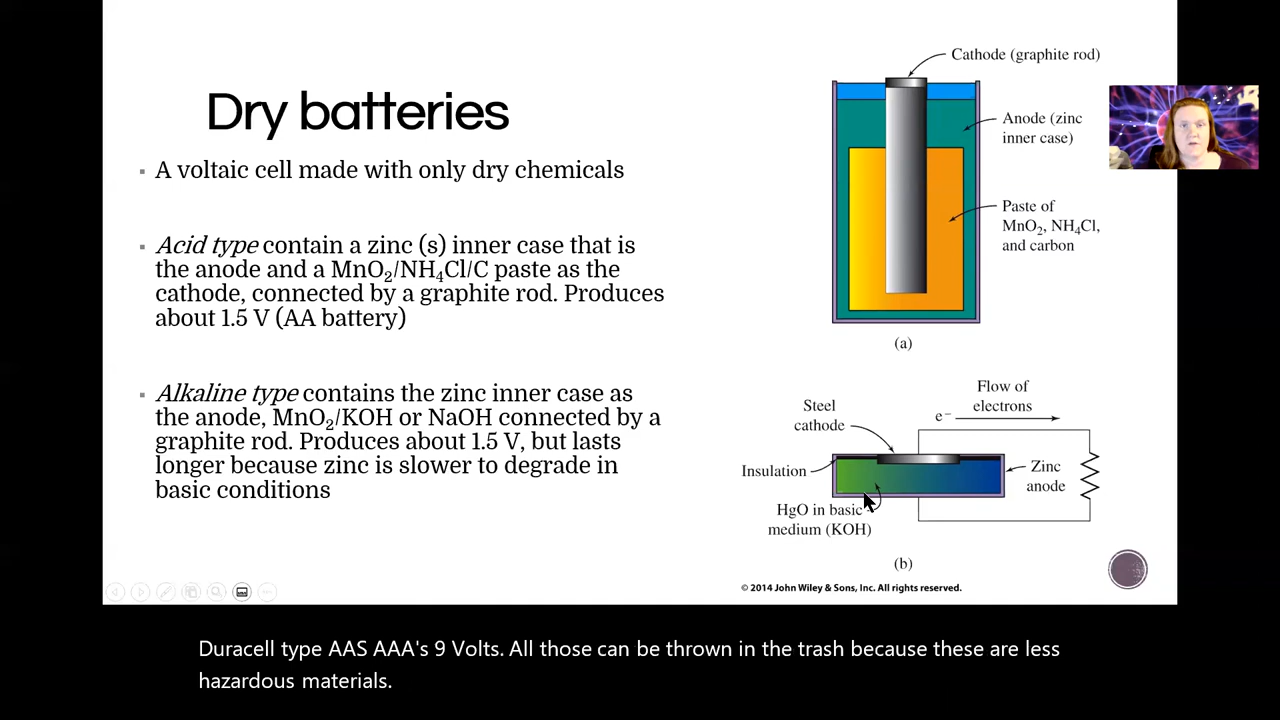 Dry batteries
▪ A voltaic cell made with only dry chemicals
▪ Acid type contain a zinc (s) inner case that is
the anode and a MnO₂/NH₄Cl/C paste as the
cathode, connected by a graphite rod. Produces
about 1.5 V (AA battery)
▪ Alkaline type contains the zinc inner case as
the anode, MnO₂/KOH or NaOH connected by a
graphite rod. Produces about 1.5 V, but lasts
longer because zinc is slower to degrade in
basic conditions
Cathode (graphite rod)
Anode (zinc
inner case)
Paste of
MnO₂, NH₄Cl,
and carbon
(a)
Flow of
electrons
e⁻
Steel
cathode
Insulation
Zinc
anode
HgO in basic
medium (KOH)
(b)
© 2014 John Wiley & Sons, Inc. All rights reserved.
Duracell type AAS AAA's 9 Volts. All those can be thrown in the trash because these are less
hazardous materials.